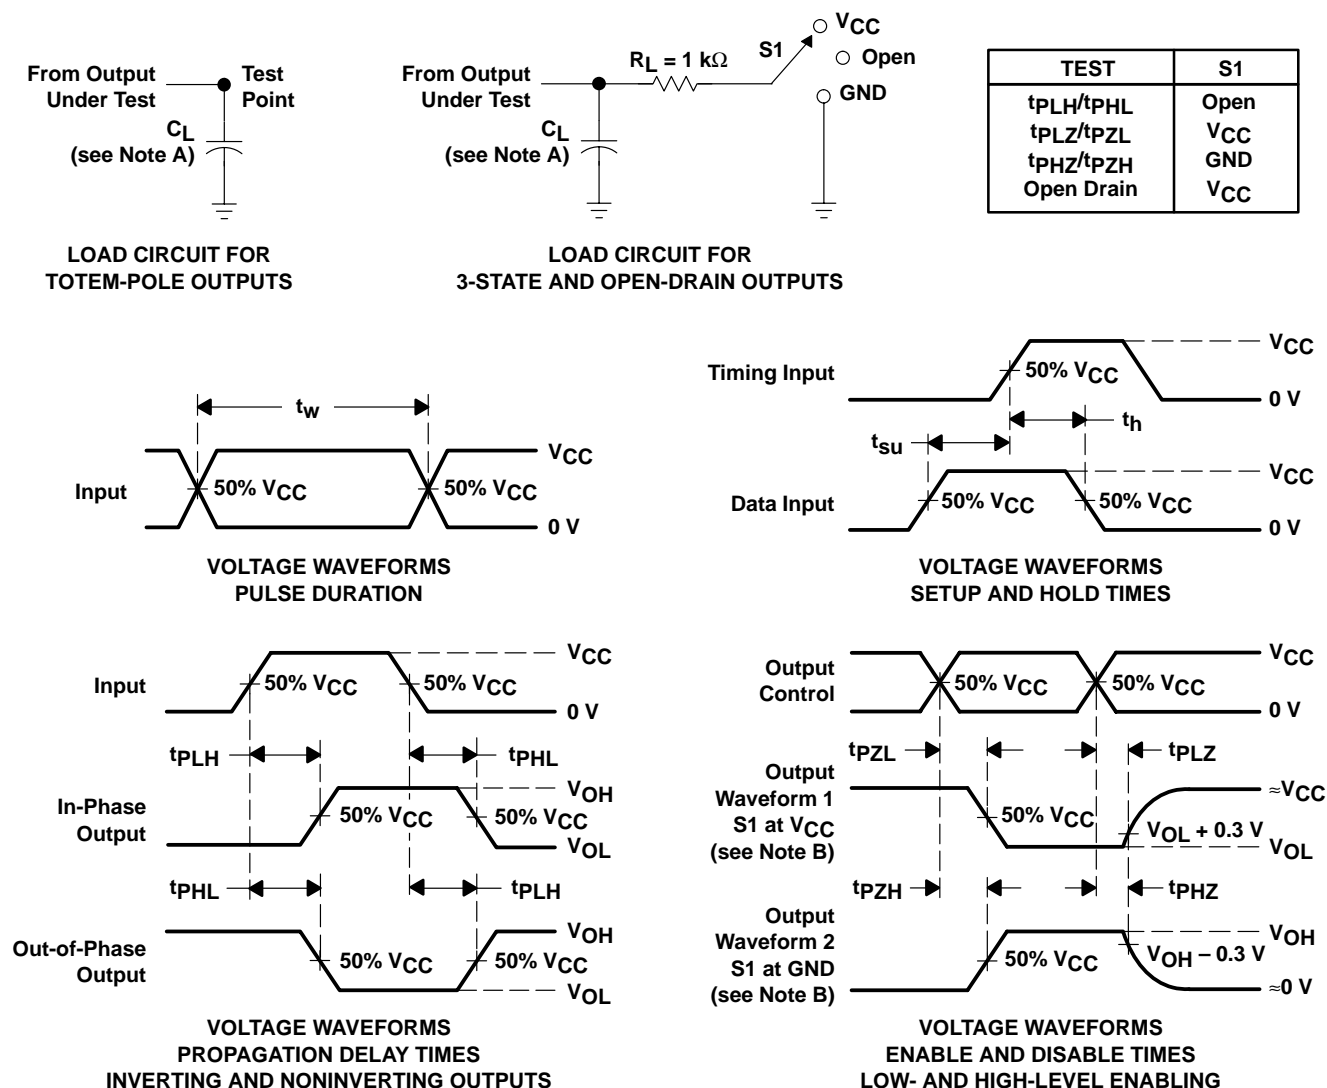 From Output
Under Test
Test
Point
CL
(see Note A)
LOAD CIRCUIT FOR
TOTEM-POLE OUTPUTS
From Output
Under Test
RL = 1 kΩ
S1
VCC
Open
GND
CL
(see Note A)
LOAD CIRCUIT FOR
3-STATE AND OPEN-DRAIN OUTPUTS
TEST S1
tPLH/tPHL Open
tPLZ/tPZL VCC
tPHZ/tPZH GND
Open Drain VCC
tw
Input
50% VCC
50% VCC
VCC
0 V
VOLTAGE WAVEFORMS
PULSE DURATION
Timing Input
50% VCC
VCC
0 V
tsu
th
Data Input
50% VCC
50% VCC
VCC
0 V
VOLTAGE WAVEFORMS
SETUP AND HOLD TIMES
Input
50% VCC
50% VCC
VCC
0 V
tPLH
tPHL
In-Phase
Output
50% VCC
50% VCC
VOH
VOL
tPHL
tPLH
Out-of-Phase
Output
50% VCC
50% VCC
VOH
VOL
VOLTAGE WAVEFORMS
PROPAGATION DELAY TIMES
INVERTING AND NONINVERTING OUTPUTS
Output
Control
50% VCC
50% VCC
VCC
0 V
tPZL
tPLZ
Output
Waveform 1
S1 at VCC
(see Note B)
50% VCC
≈VCC
VOL + 0.3 V
VOL
tPZH
tPHZ
Output
Waveform 2
S1 at GND
(see Note B)
50% VCC
VOH
VOH − 0.3 V
≈0 V
VOLTAGE WAVEFORMS
ENABLE AND DISABLE TIMES
LOW- AND HIGH-LEVEL ENABLING